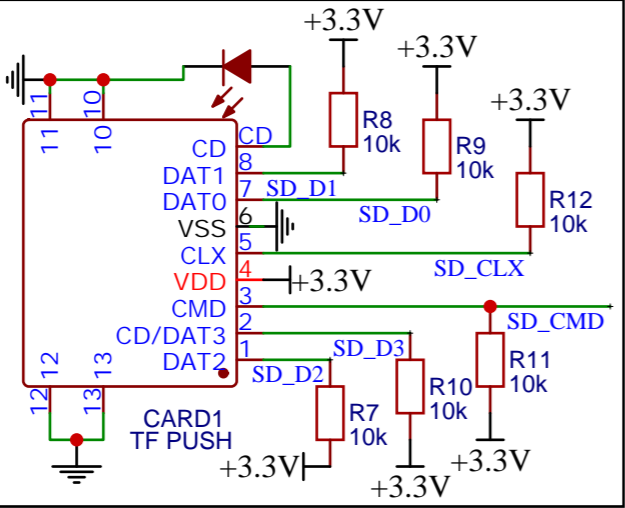 +3.3V
+3.3V
+3.3V
R8
10k
R9
10k
R12
10k
11
10
11
10
CD
CD
8
DAT1
SD_D1
7
DAT0
SD_D0
6
VSS
5
CLX
SD_CLX
4
VDD
+3.3V
3
CMD
SD_CMD
2
CD/DAT3
SD_D3
1
DAT2
SD_D2
12
13
12
13
R11
10k
R10
10k
R7
10k
CARD1
TF PUSH
+3.3V
+3.3V
+3.3V